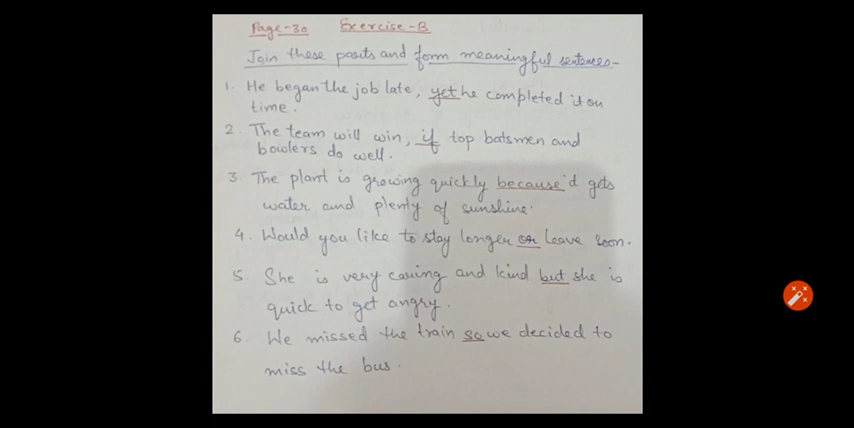 Page-30 Exercise-B
Join these parts and form meaningful sentences-
1. He began the job late, yet he completed it on
time.
2. The team will win, if top batsmen and
bowlers do well.
3. The plant is growing quickly because it gets
water and plenty of sunshine.
4. Would you like to stay longer or leave soon.
5. She is very caring and kind but she is
quick to get angry.
6. We missed the train so we decided to
miss the bus.